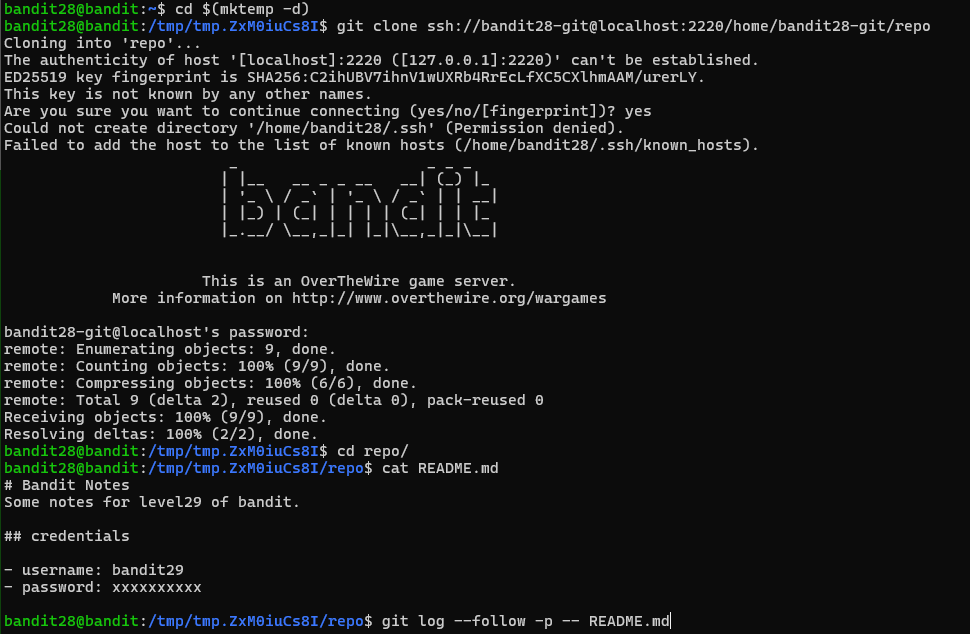 bandit28@bandit:~$ cd $(mktemp -d)
bandit28@bandit:/tmp/tmp.ZxM0iuCs8I$ git clone ssh://bandit28-git@localhost:2220/home/bandit28-git/repo
Cloning into 'repo'...
The authenticity of host '[localhost]:2220 ([127.0.0.1]:2220)' can't be established.
ED25519 key fingerprint is SHA256:C2ihUBV7ihnV1wUXRb4RrEcLfXC5CXlhmAAM/urerLY.
This key is not known by any other names.
Are you sure you want to continue connecting (yes/no/[fingerprint])? yes
Could not create directory '/home/bandit28/.ssh' (Permission denied).
Failed to add the host to the list of known hosts (/home/bandit28/.ssh/known_hosts).
bandit
This is an OverTheWire game server.
More information on http://www.overthewire.org/wargames
bandit28-git@localhost's password:
remote: Enumerating objects: 9, done.
remote: Counting objects: 100% (9/9), done.
remote: Compressing objects: 100% (6/6), done.
remote: Total 9 (delta 2), reused 0 (delta 0), pack-reused 0
Receiving objects: 100% (9/9), done.
Resolving deltas: 100% (2/2), done.
bandit28@bandit:/tmp/tmp.ZxM0iuCs8I$ cd repo/
bandit28@bandit:/tmp/tmp.ZxM0iuCs8I/repo$ cat README.md
# Bandit Notes
Some notes for level29 of bandit.
## credentials
- username: bandit29
- password: xxxxxxxxxx
bandit28@bandit:/tmp/tmp.ZxM0iuCs8I/repo$ git log --follow -p -- README.md